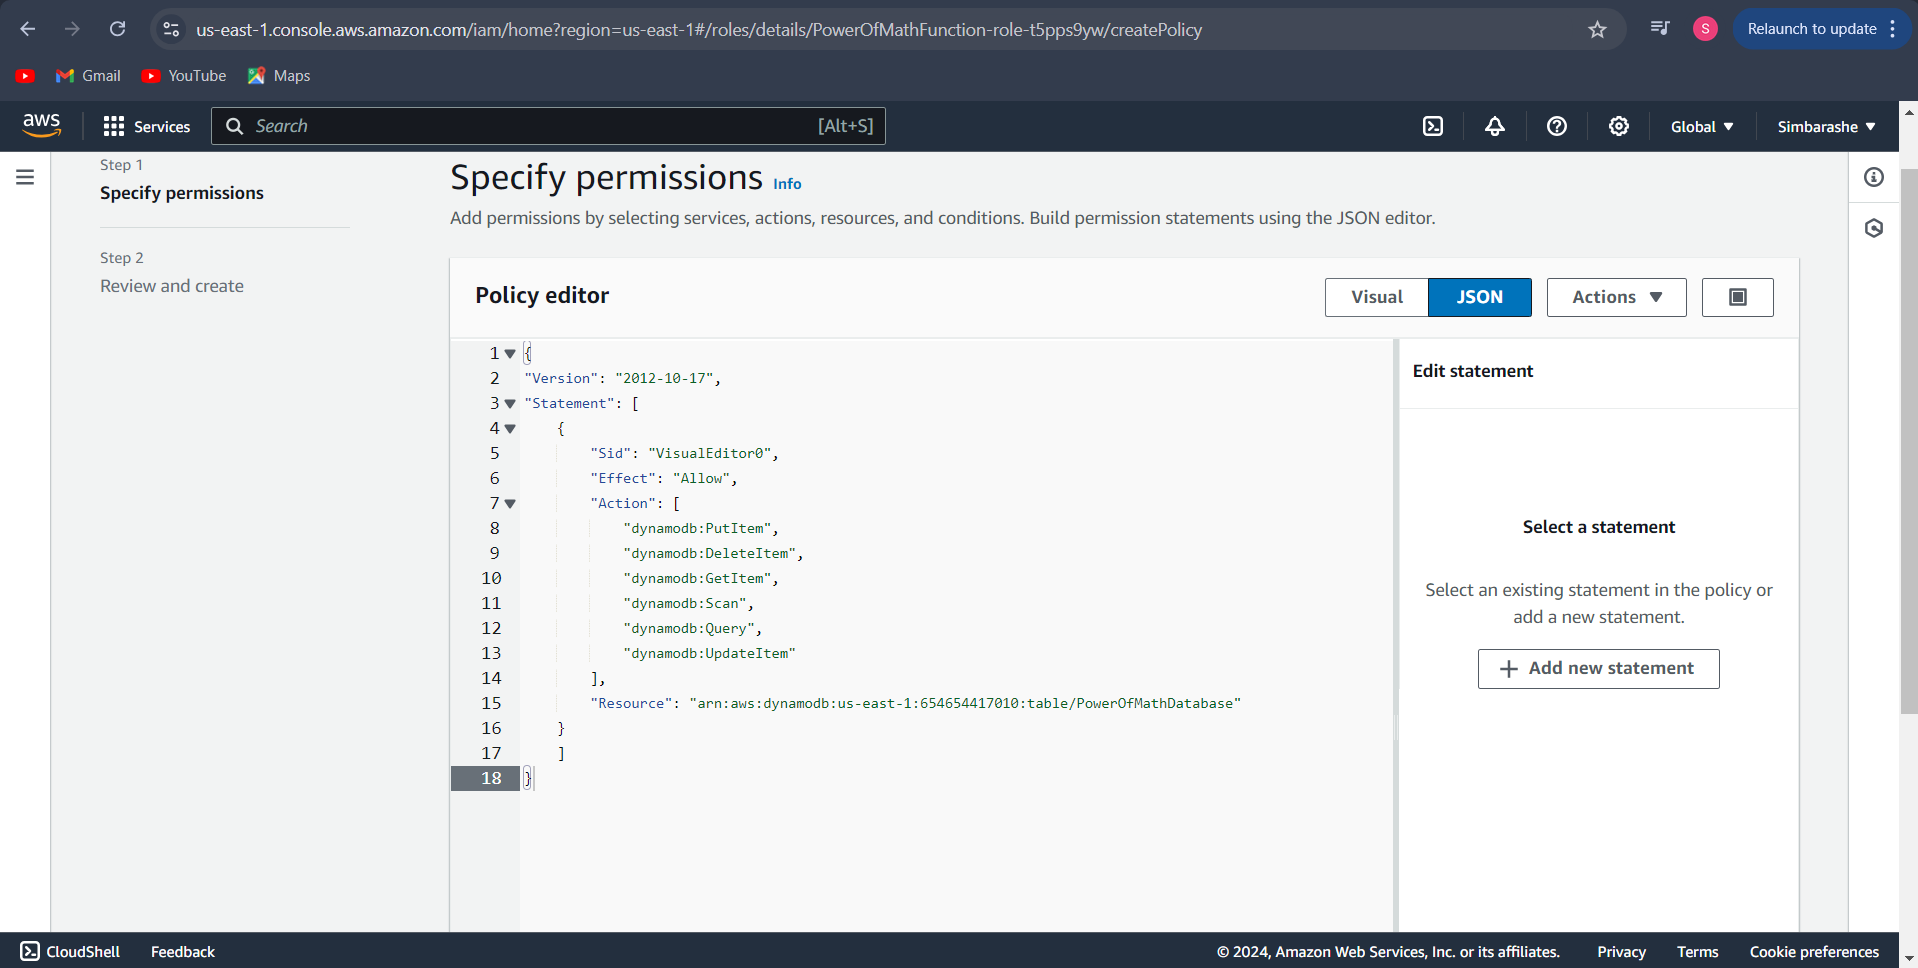 us-east-1.console.aws.amazon.com/iam/home?region=us-east-1#/roles/details/PowerOfMathFunction-role-t5pps9yw/createPolicy
S
Relaunch to update
Gmail
YouTube
Maps
aws
Services
Search
[Alt+S]
Global
Simbarashe
Step 1
Specify permissions
Step 2
Review and create
Specify permissions Info
Add permissions by selecting services, actions, resources, and conditions. Build permission statements using the JSON editor.
Policy editor
Visual
JSON
Actions
1 {
2 "Version": "2012-10-17",
3 "Statement": [
4 {
5 "Sid": "VisualEditor0",
6 "Effect": "Allow",
7 "Action": [
8 "dynamodb:PutItem",
9 "dynamodb:DeleteItem",
10 "dynamodb:GetItem",
11 "dynamodb:Scan",
12 "dynamodb:Query",
13 "dynamodb:UpdateItem"
14 ],
15 "Resource": "arn:aws:dynamodb:us-east-1:654654417010:table/PowerOfMathDatabase"
16 }
17 ]
18 }
Edit statement
Select a statement
Select an existing statement in the policy or
add a new statement.
+ Add new statement
CloudShell
Feedback
© 2024, Amazon Web Services, Inc. or its affiliates.
Privacy
Terms
Cookie preferences